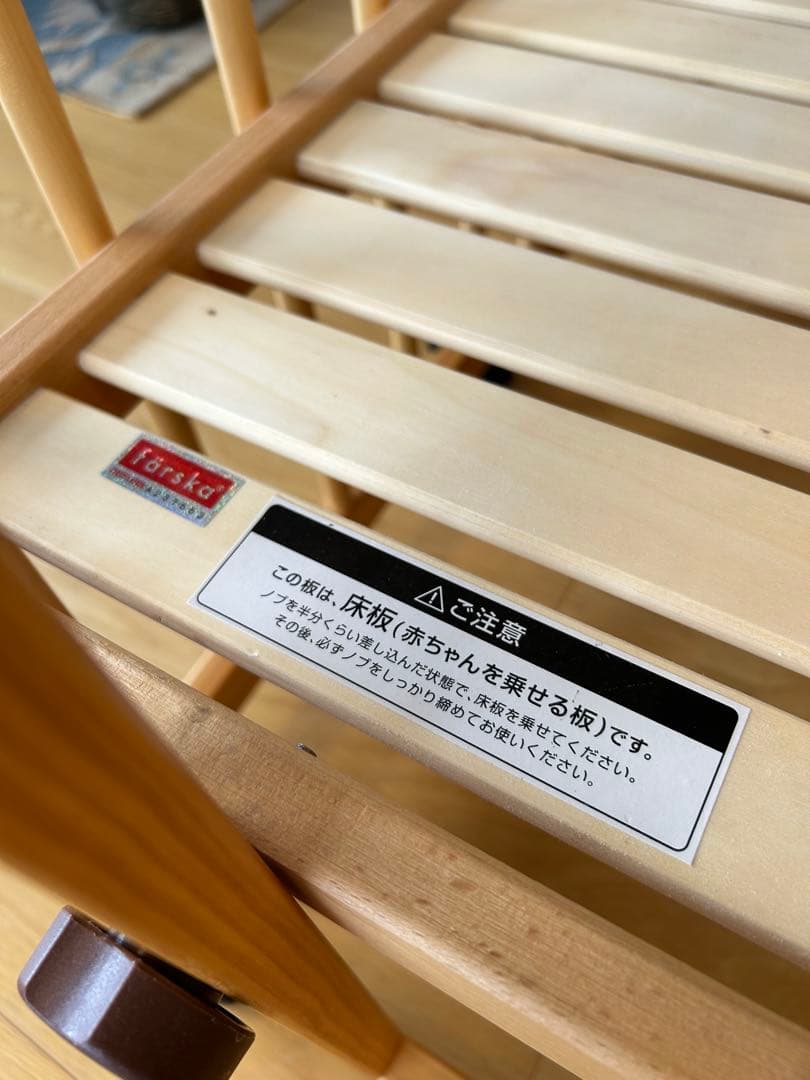 farska
A237663
⚠ご注意
この板は、床板(赤ちゃんを乗せる板)です。
ノブを半分くらい差し込んだ状態で、床板を乗せてください。
その後、必ずノブをしっかり締めてお使いください。